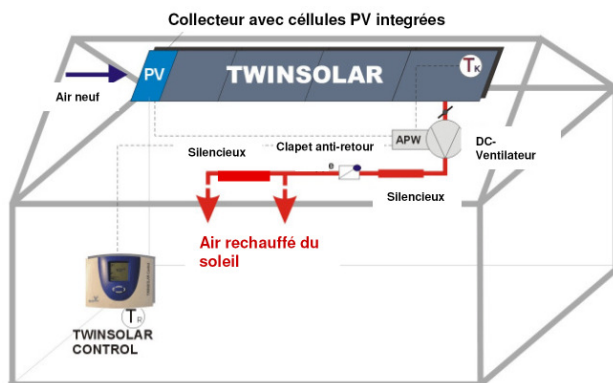 Collecteur avec céllules PV integrées
PV
TWINSOLAR
TK
Air neuf
Silencieux
Clapet anti-retour
APW
DC-
Ventilateur
e
Silencieux
Air rechauffé du
soleil
TR
TWINSOLAR
CONTROL